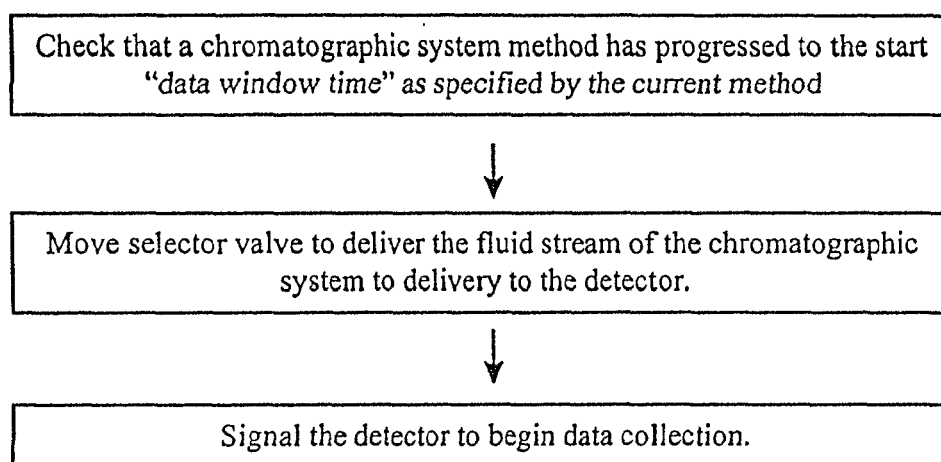 Check that a chromatographic system method has progressed to the start
“data window time” as specified by the current method
Move selector valve to deliver the fluid stream of the chromatographic
system to delivery to the detector.
Signal the detector to begin data collection.